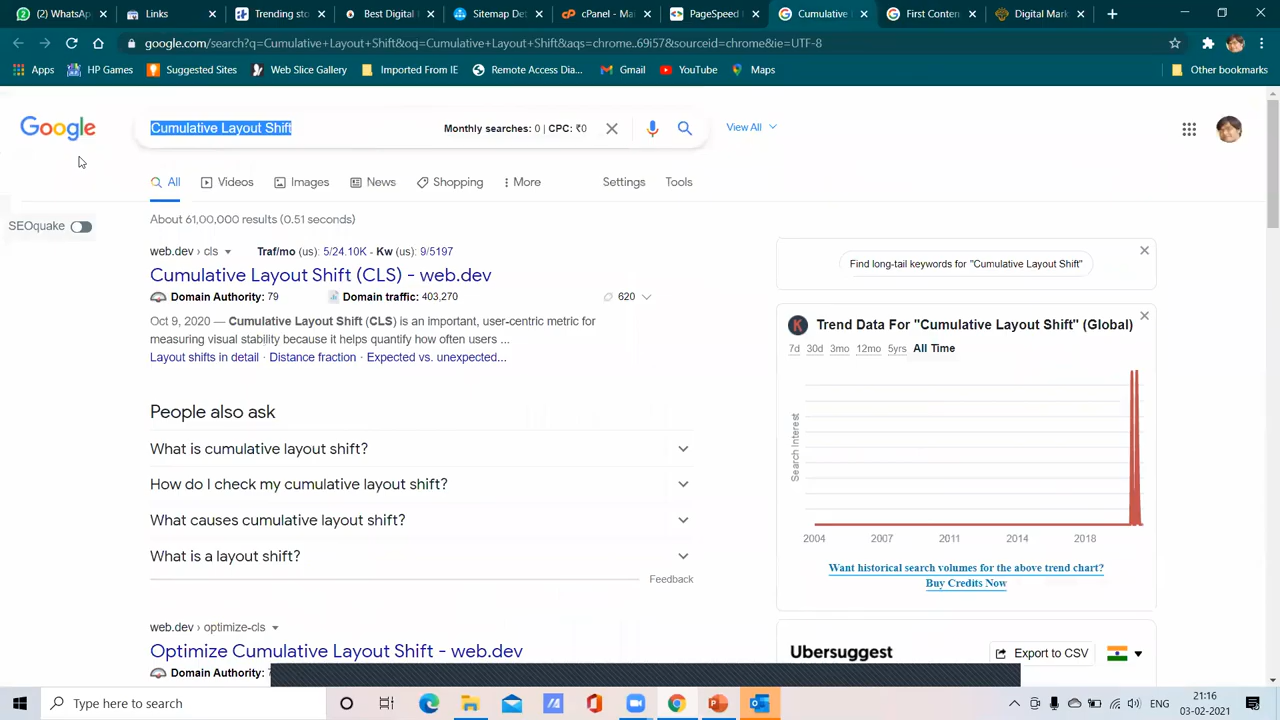 (2) WhatsA
Latest Layout
Trending sto
Best Digital
Sitemap Det
cPanel - Mai
PageSpeed
Cumulative
First Conten
Digital Mark
google.com/search?q=Cumulative+Layout+Shift&oq=Cumulative+Layout+Shift&aqs=chrome..69i57&sourceid=chrome&ie=UTF-8
Apps
HP Games
Suggested Sites
Web Slice Gallery
Imported From IE
Remote Access Dia...
Gmail
YouTube
Maps
Other bookmarks
Google
Cumulative Layout Shift
Monthly searches: 0 | CPC: ₹0
View All
All
Videos
Images
News
Shopping
More
Settings
Tools
About 61,00,000 results (0.51 seconds)
SEOquake
web.dev › cls
Traf/mo (us): 5/24.10K - Kw (us): 9/5197
Cumulative Layout Shift (CLS) - web.dev
Domain Authority: 79
Domain traffic: 403,270
620
Oct 9, 2020 — Cumulative Layout Shift (CLS) is an important, user-centric metric for
measuring visual stability because it helps quantify how often users ...
Layout shifts in detail · Distance fraction · Expected vs. unexpected...
People also ask
What is cumulative layout shift?
How do I check my cumulative layout shift?
What causes cumulative layout shift?
What is a layout shift?
Feedback
web.dev › optimize-cls
Optimize Cumulative Layout Shift - web.dev
Domain Authority:
Find long-tail keywords for "Cumulative Layout Shift"
K
Trend Data For "Cumulative Layout Shift" (Global)
7d 30d 3mo 12mo 5yrs All Time
Search Interest
2004 2007 2011 2014 2018
Want historical search volumes for the above trend chart?
Buy Credits Now
Ubersuggest
Export to CSV
Type here to search
ENG
21:16
03-02-2021